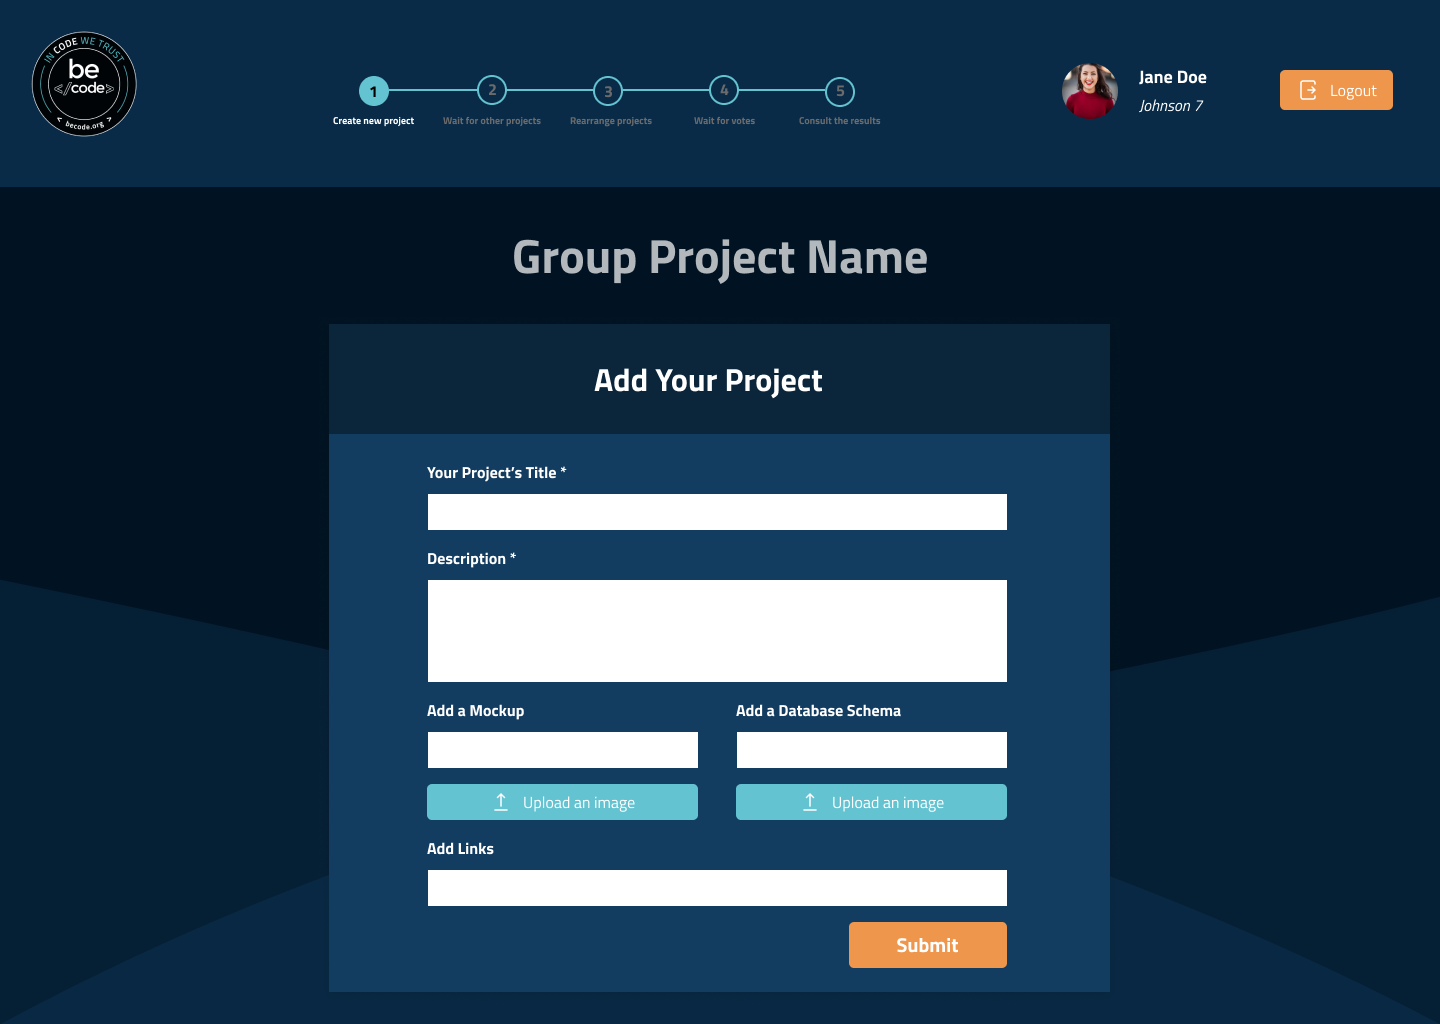 IN CODE WE TRUST
be
</code>
< becode.org >
1
2
3
4
5
Create new project
Wait for other projects
Rearrange projects
Wait for votes
Consult the results
Jane Doe
Johnson 7
Logout
Group Project Name
Add Your Project
Your Project’s Title *
Description *
Add a Mockup
Add a Database Schema
Upload an image
Upload an image
Add Links
Submit